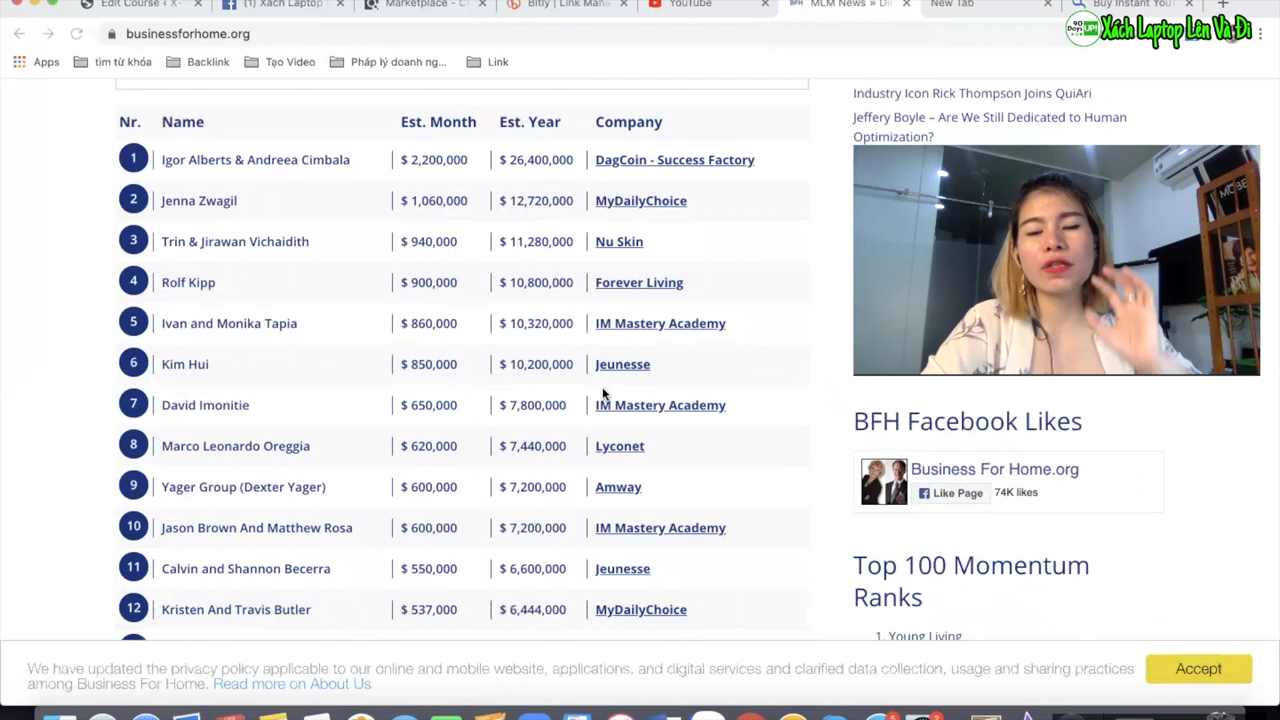 Edit Course < X-
(1) Xách Laptop
Marketplace - C
Bitly | Link Man
YouTube
MLM News » Di
New Tab
Buy Instant You
businessforhome.org
90 Days UP!
Xách Laptop Lên Và Đi
Apps
tìm từ khóa
Backlink
Tạo Video
Pháp lý doanh ng...
Link
Nr. Name Est. Month Est. Year Company
1 Igor Alberts & Andreea Cimbala $ 2,200,000 $ 26,400,000 DagCoin - Success Factory
2 Jenna Zwagil $ 1,060,000 $ 12,720,000 MyDailyChoice
3 Trin & Jirawan Vichaidith $ 940,000 $ 11,280,000 Nu Skin
4 Rolf Kipp $ 900,000 $ 10,800,000 Forever Living
5 Ivan and Monika Tapia $ 860,000 $ 10,320,000 IM Mastery Academy
6 Kim Hui $ 850,000 $ 10,200,000 Jeunesse
7 David Imonitie $ 650,000 $ 7,800,000 IM Mastery Academy
8 Marco Leonardo Oreggia $ 620,000 $ 7,440,000 Lyconet
9 Yager Group (Dexter Yager) $ 600,000 $ 7,200,000 Amway
10 Jason Brown And Matthew Rosa $ 600,000 $ 7,200,000 IM Mastery Academy
11 Calvin and Shannon Becerra $ 550,000 $ 6,600,000 Jeunesse
12 Kristen And Travis Butler $ 537,000 $ 6,444,000 MyDailyChoice
Industry Icon Rick Thompson Joins QuiAri
Jeffery Boyle – Are We Still Dedicated to Human
Optimization?
BFH Facebook Likes
Business For Home.org
Like Page 74K likes
Top 100 Momentum
Ranks
1. Young Living
We have updated the privacy policy applicable to our online and mobile website, applications, and digital services and clarified data collection, usage and sharing practices
among Business For Home. Read more on About Us
Accept